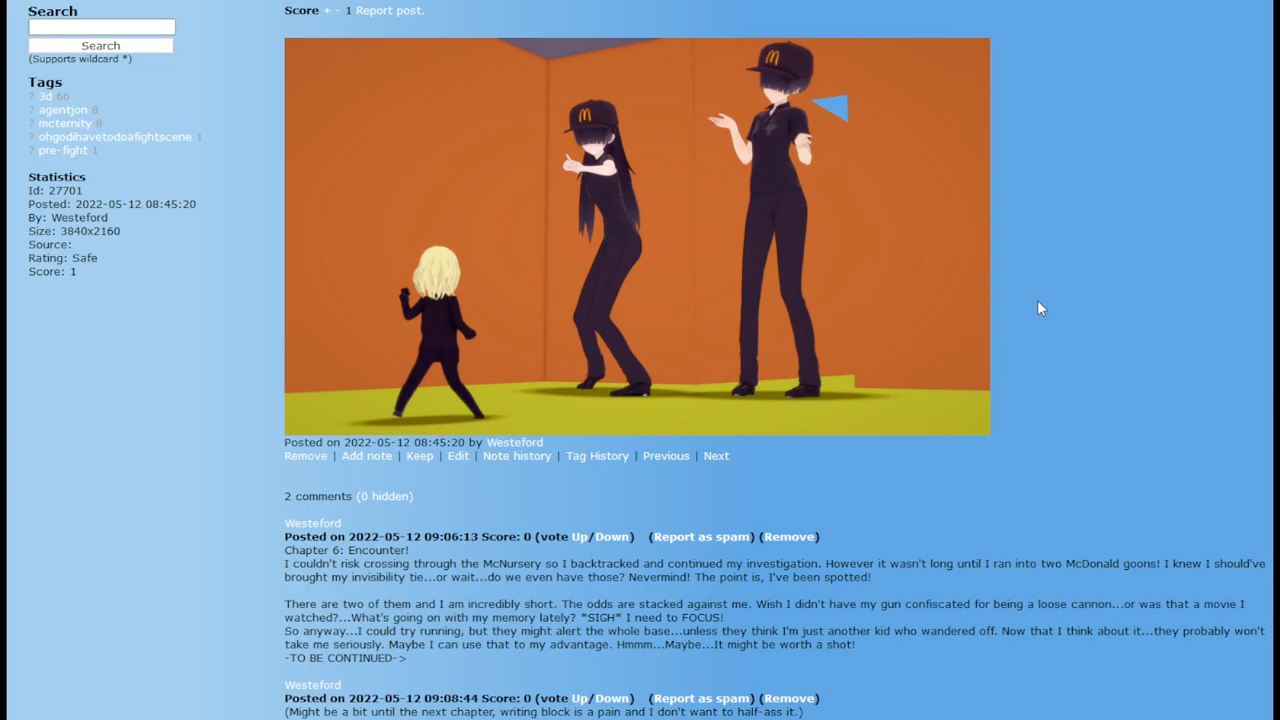 Search
Search
(Supports wildcard *)
Tags
? 3d 66
? agentjon 8
? mcternity 8
? ohgodihavetodoafightscene 1
? pre-fight 1
Statistics
Id: 27701
Posted: 2022-05-12 08:45:20
By: Westeford
Size: 3840x2160
Source:
Rating: Safe
Score: 1
Score + - 1 Report post.
Posted on 2022-05-12 08:45:20 by Westeford
Remove | Add note | Keep | Edit | Note history | Tag History | Previous | Next
2 comments (0 hidden)
Westeford
Posted on 2022-05-12 09:06:13 Score: 0 (vote Up/Down) (Report as spam) (Remove)
Chapter 6: Encounter!
I couldn't risk crossing through the McNursery so I backtracked and continued my investigation. However it wasn't long until I ran into two McDonald goons! I knew I should've
brought my invisibility tie...or wait...do we even have those? Nevermind! The point is, I've been spotted!
There are two of them and I am incredibly short. The odds are stacked against me. Wish I didn't have my gun confiscated for being a loose cannon...or was that a movie I
watched?...What's going on with my memory lately? *SIGH* I need to FOCUS!
So anyway...I could try running, but they might alert the whole base...unless they think I'm just another kid who wandered off. Now that I think about it...they probably won't
take me seriously. Maybe I can use that to my advantage. Hmmm...Maybe...It might be worth a shot!
-TO BE CONTINUED->
Westeford
Posted on 2022-05-12 09:08:44 Score: 0 (vote Up/Down) (Report as spam) (Remove)
(Might be a bit until the next chapter, writing block is a pain and I don't want to half-ass it.)